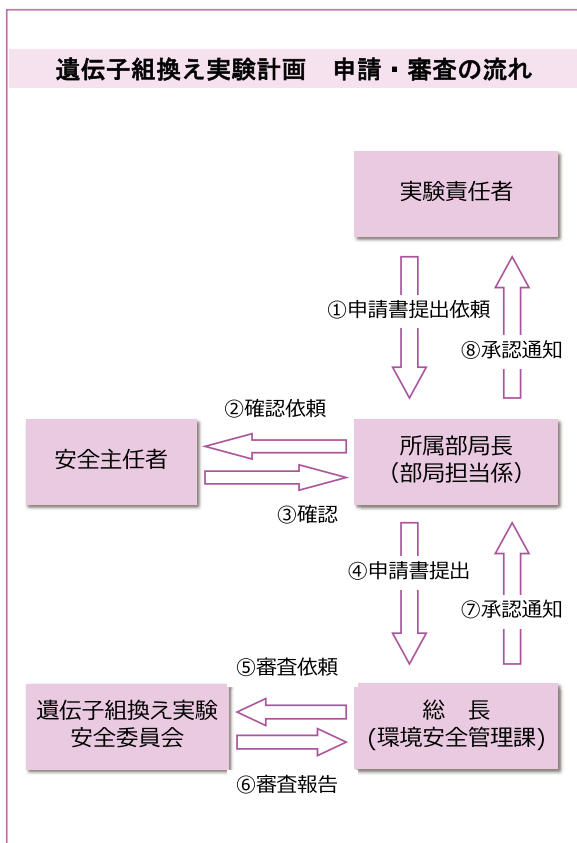 遺伝子組換え実験計画　申請・審査の流れ
実験責任者
①申請書提出依頼
⑧承認通知
②確認依頼
安全主任者
所属部局長
（部局担当係）
③確認
④申請書提出
⑦承認通知
⑤審査依頼
遺伝子組換え実験
安全委員会
総　長
(環境安全管理課)
⑥審査報告